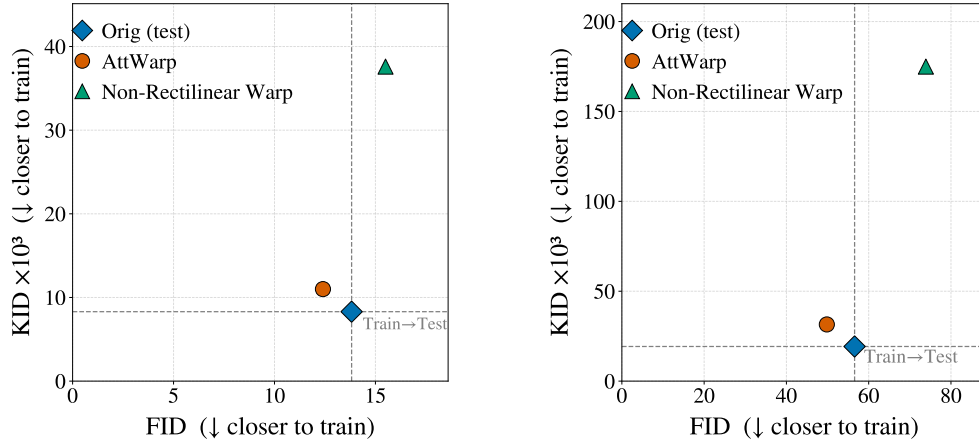 Orig (test)
AttWarp
Non-Rectilinear Warp
KID ×10³ (↓ closer to train)
40
30
20
10
0
Train→Test
0 5 10 15
FID (↓ closer to train)
Orig (test)
AttWarp
Non-Rectilinear Warp
KID ×10³ (↓ closer to train)
200
150
100
50
0
Train→Test
0 20 40 60 80
FID (↓ closer to train)